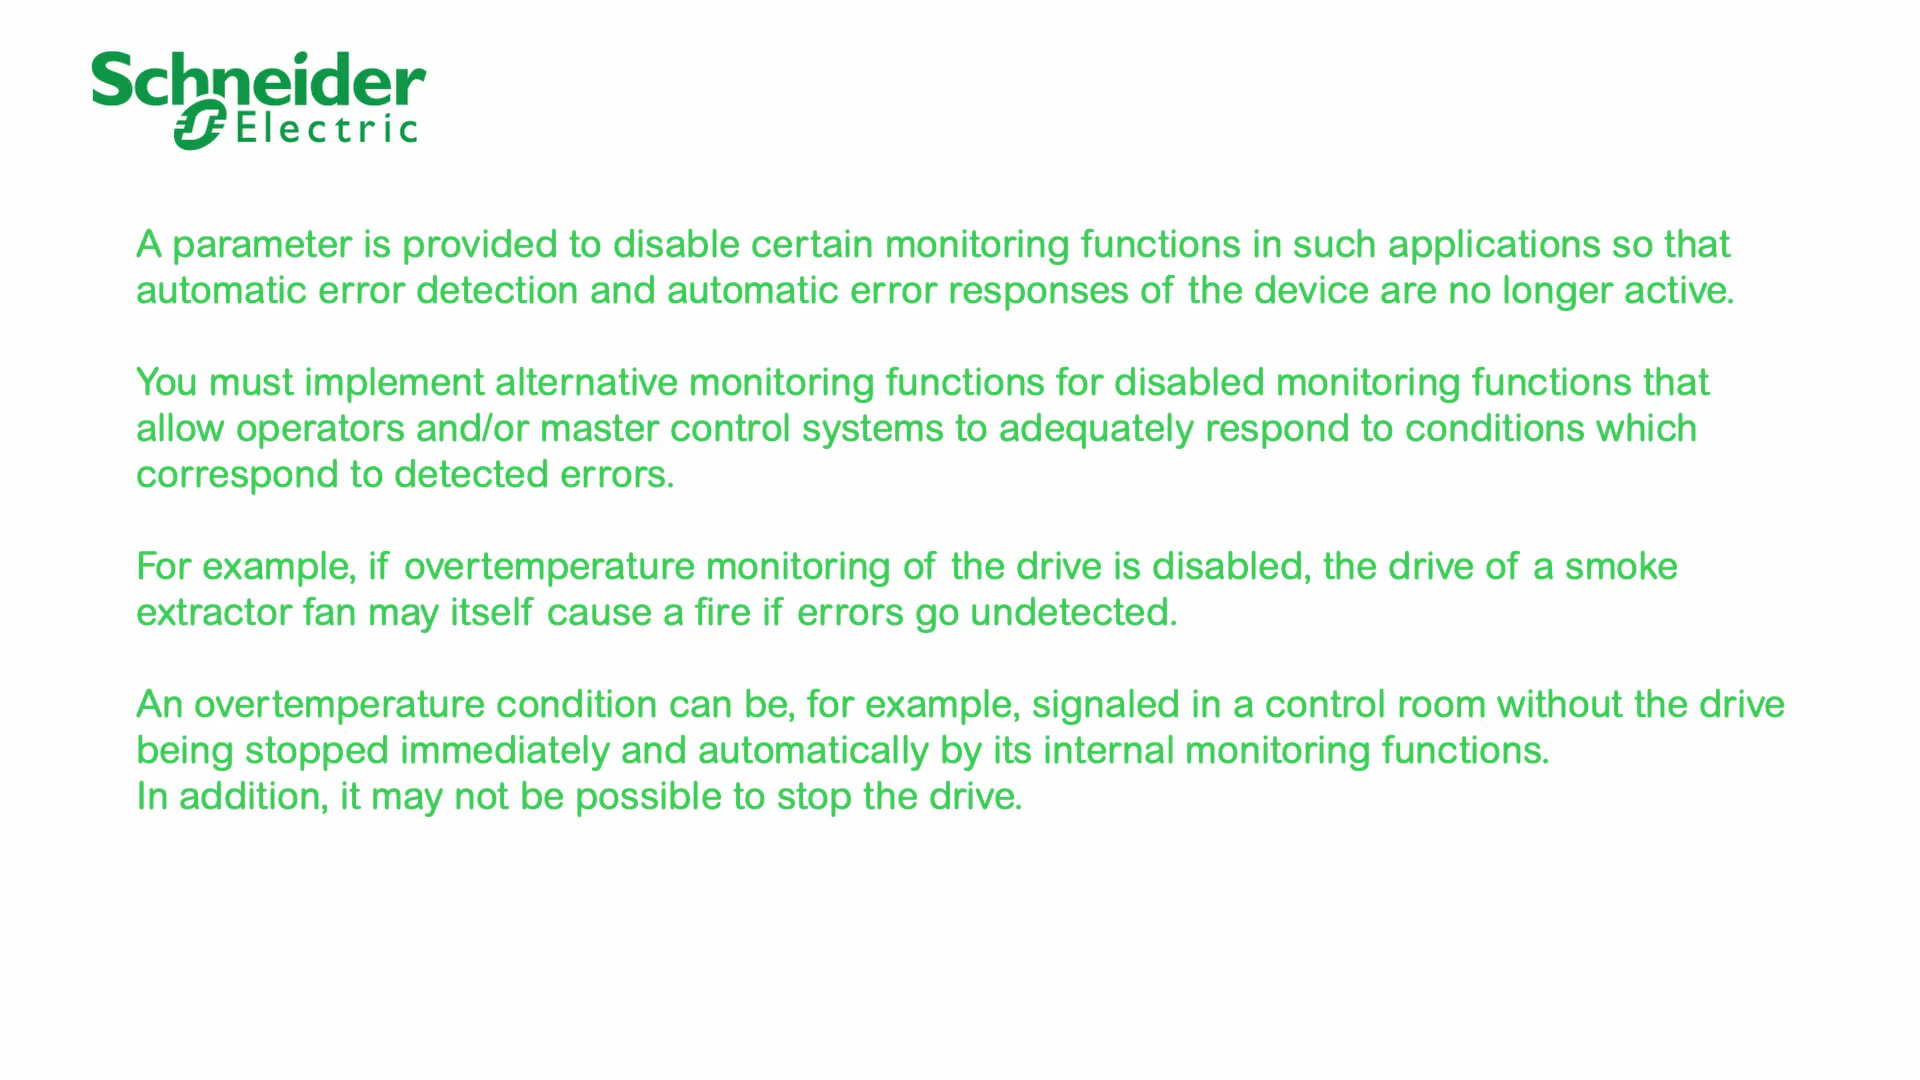 Schneider
Electric
A parameter is provided to disable certain monitoring functions in such applications so that
automatic error detection and automatic error responses of the device are no longer active.
You must implement alternative monitoring functions for disabled monitoring functions that
allow operators and/or master control systems to adequately respond to conditions which
correspond to detected errors.
For example, if overtemperature monitoring of the drive is disabled, the drive of a smoke
extractor fan may itself cause a fire if errors go undetected.
An overtemperature condition can be, for example, signaled in a control room without the drive
being stopped immediately and automatically by its internal monitoring functions.
In addition, it may not be possible to stop the drive.